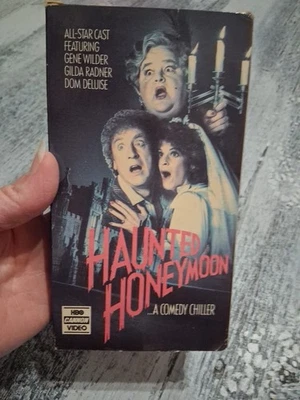 ALL-STAR CAST
FEATURING
GENE WILDER
GILDA RADNER
DOM DELUISE
HAUNTED
HONEYMOON
...A COMEDY CHILLER
HBO
CANNON
VIDEO